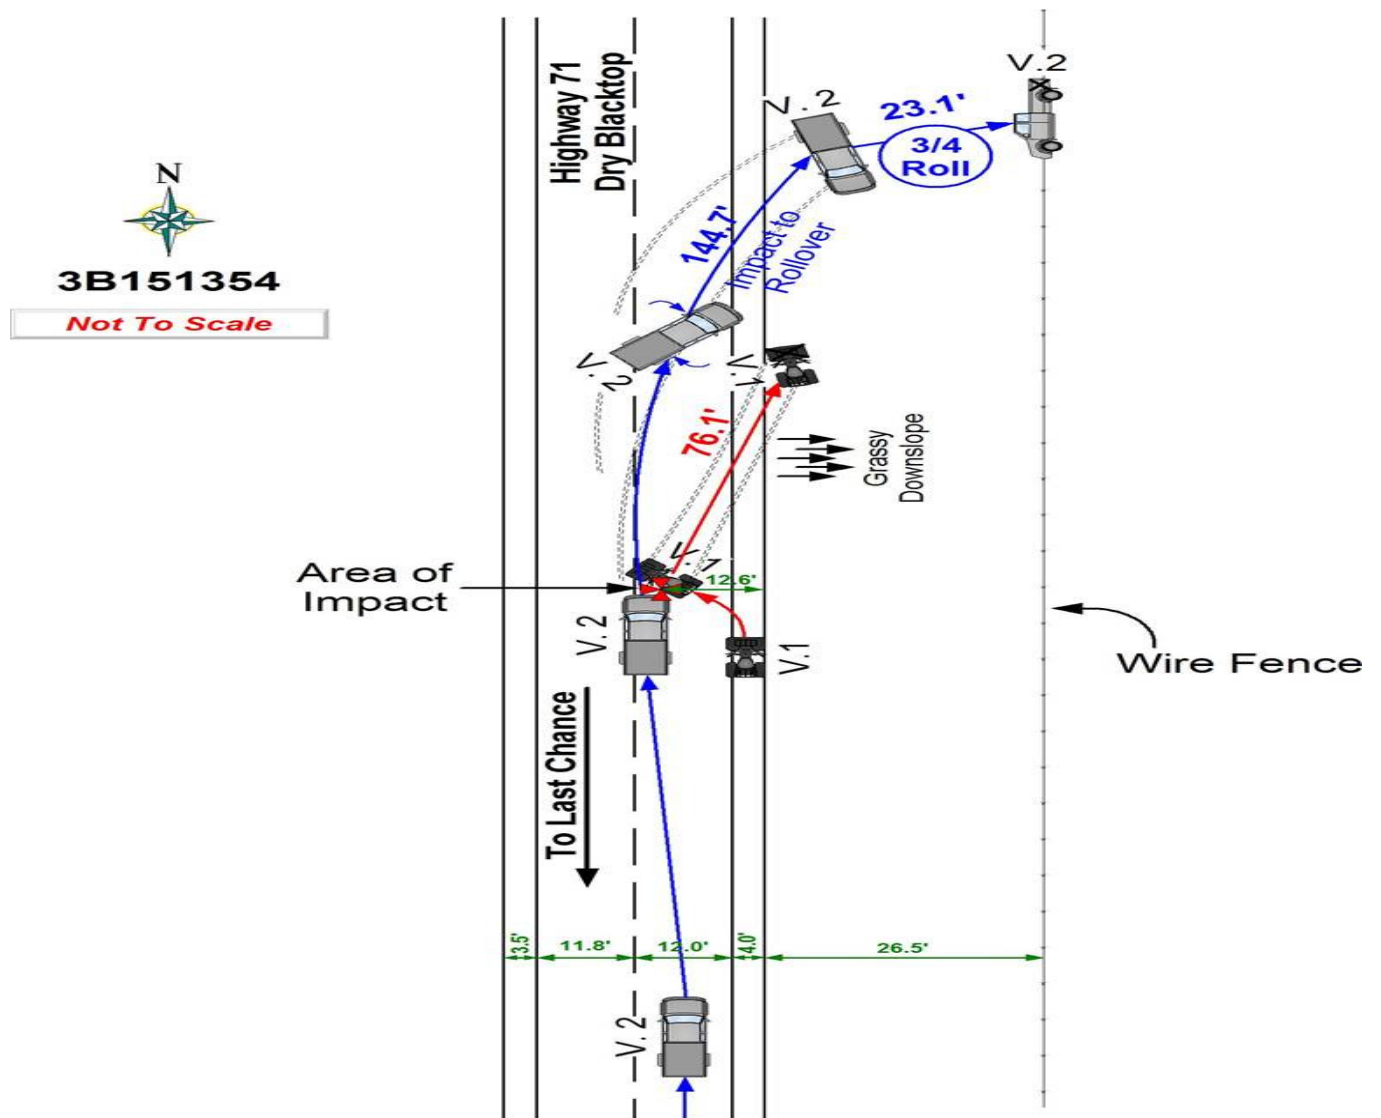 V.2
V. 2
23.1'
3/4
Roll
Highway 71
Dry Blacktop
N
3B151354
Not To Scale
144.7'
Impact to
Rollover
V. 2
V.1
76.1'
Grassy
Downslope
V.1
12.6'
Area of
Impact
V. 2
V.1
Wire Fence
To Last Chance
3.5'
11.8'
12.0'
4.0'
26.5'
V. 2